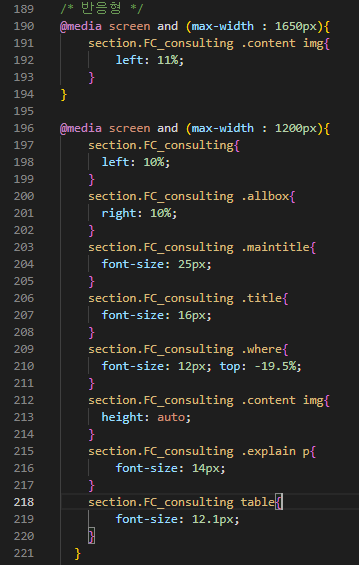 189 /* 반응형 */
190 @media screen and (max-width : 1650px){
191 section.FC_consulting .content img{
192 left: 11%;
193 }
194 }
195
196 @media screen and (max-width : 1200px){
197 section.FC_consulting{
198 left: 10%;
199 }
200 section.FC_consulting .allbox{
201 right: 10%;
202 }
203 section.FC_consulting .maintitle{
204 font-size: 25px;
205 }
206 section.FC_consulting .title{
207 font-size: 16px;
208 }
209 section.FC_consulting .where{
210 font-size: 12px; top: -19.5%;
211 }
212 section.FC_consulting .content img{
213 height: auto;
214 }
215 section.FC_consulting .explain p{
216 font-size: 14px;
217 }
218 section.FC_consulting table{
219 font-size: 12.1px;
220 }
221 }